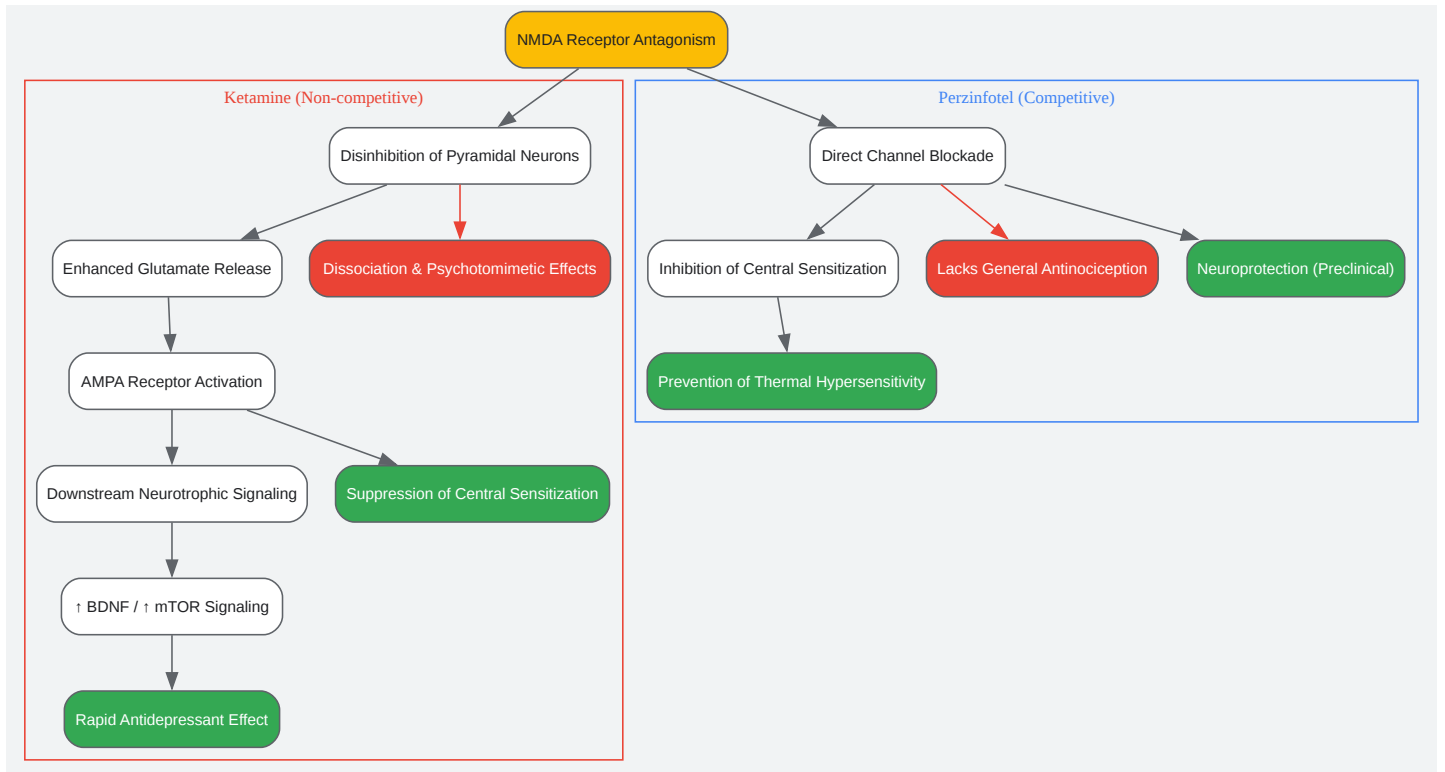 NMDA Receptor Antagonism
Ketamine (Non-competitive)
Perzinfotel (Competitive)
Disinhibition of Pyramidal Neurons
Direct Channel Blockade
Enhanced Glutamate Release
Dissociation & Psychotomimetic Effects
Inhibition of Central Sensitization
Lacks General Antinociception
Neuroprotection (Preclinical)
AMPA Receptor Activation
Prevention of Thermal Hypersensitivity
Downstream Neurotrophic Signaling
Suppression of Central Sensitization
↑ BDNF / ↑ mTOR Signaling
Rapid Antidepressant Effect